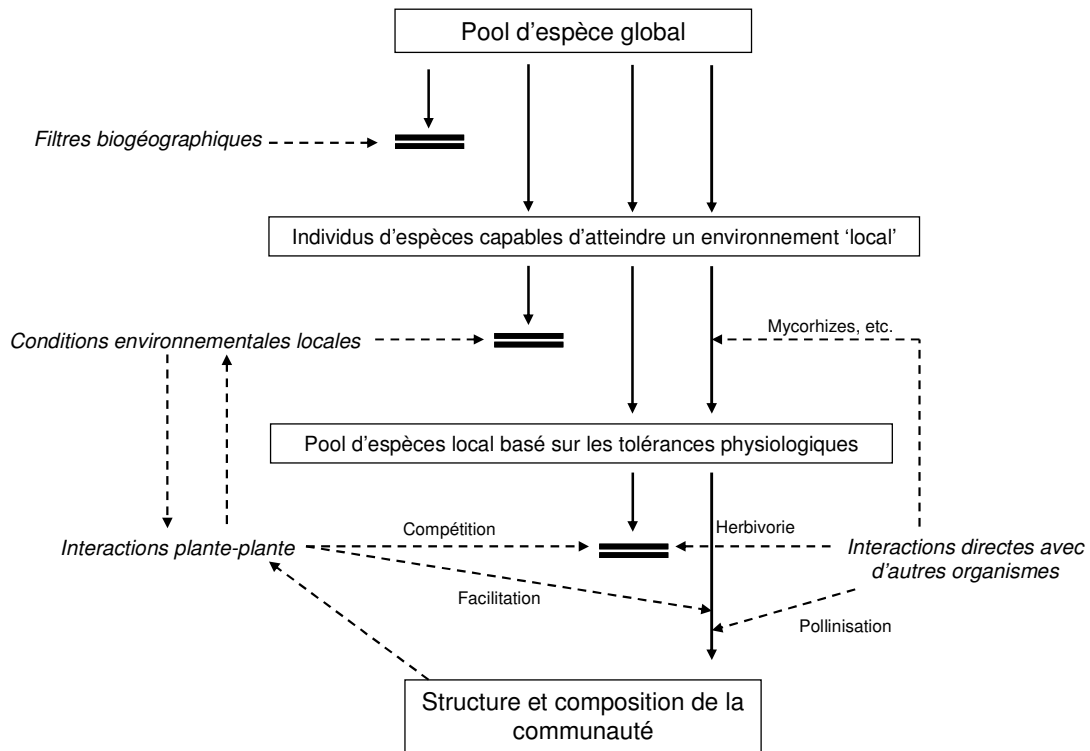 Pool d'espèce global
Filtres biogéographiques
Individus d'espèces capables d'atteindre un environnement ‘local’
Mycorhizes, etc.
Conditions environnementales locales
Pool d'espèces local basé sur les tolérances physiologiques
Compétition
Herbivorie
Interactions plante-plante
Interactions directes avec
d'autres organismes
Facilitation
Pollinisation
Structure et composition de la
communauté